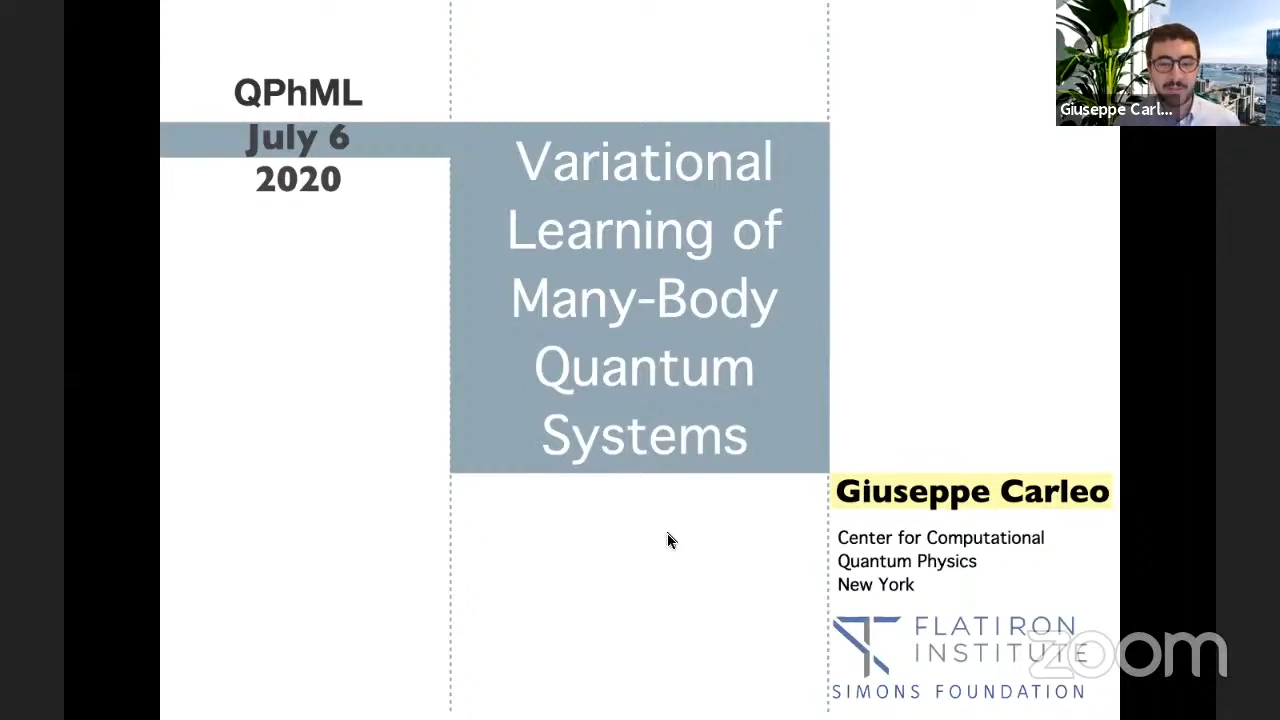 QPhML
July 6
2020
Variational
Learning of
Many-Body
Quantum
Systems
Giuseppe Carleo
Center for Computational
Quantum Physics
New York
FLATIRON
INSTITUTE
SIMONS FOUNDATION
zoom
Giuseppe Carl...